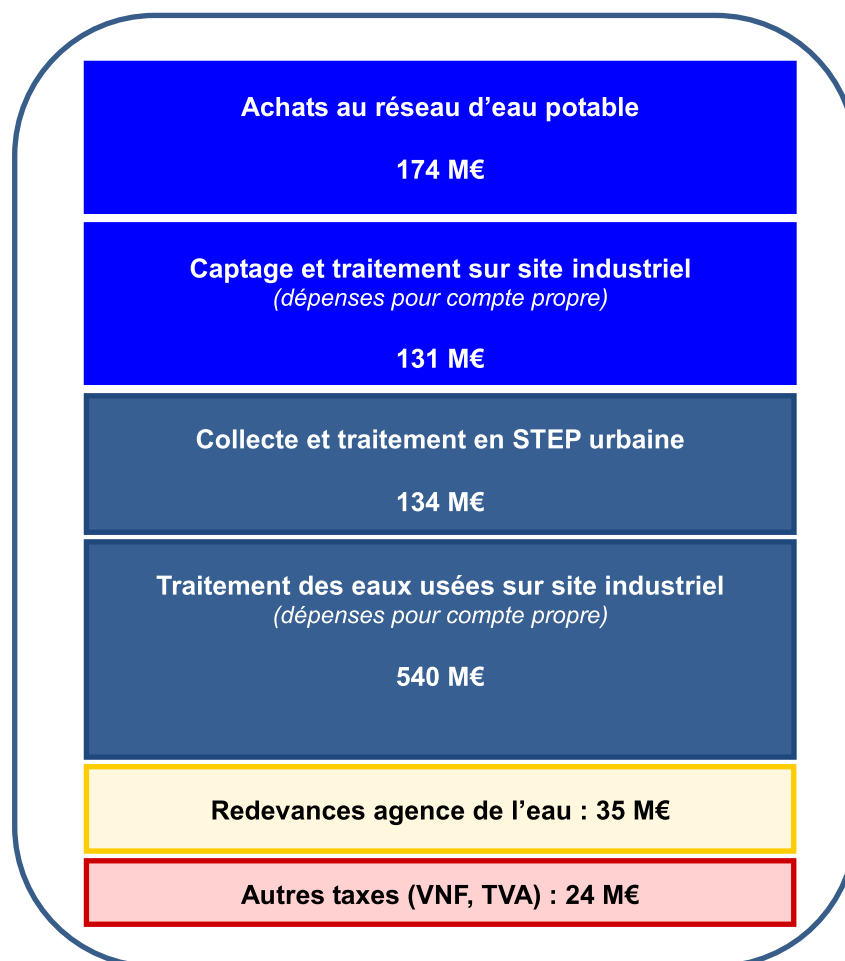 Achats au réseau d’eau potable
174 M€
Captage et traitement sur site industriel
(dépenses pour compte propre)
131 M€
Collecte et traitement en STEP urbaine
134 M€
Traitement des eaux usées sur site industriel
(dépenses pour compte propre)
540 M€
Redevances agence de l’eau : 35 M€
Autres taxes (VNF, TVA) : 24 M€